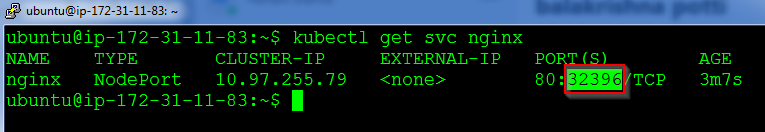 ubuntu@ip-172-31-11-83: ~
balakrishna potti
ubuntu@ip-172-31-11-83:~$ kubectl get svc nginx
NAME TYPE CLUSTER-IP EXTERNAL-IP PORT(S) AGE
nginx NodePort 10.97.255.79 <none> 80:32396/TCP 3m7s
ubuntu@ip-172-31-11-83:~$